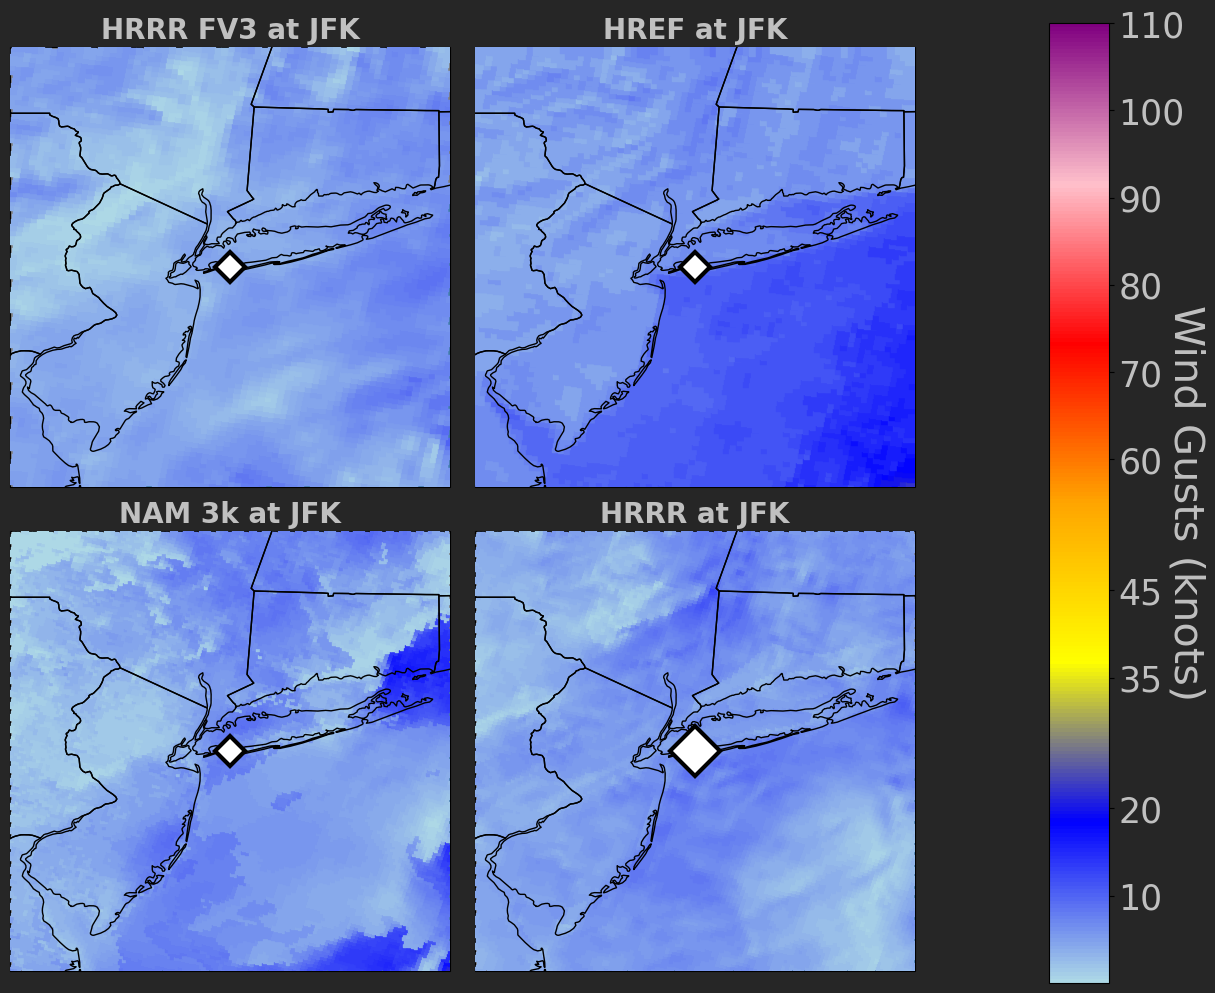 HRRR FV3 at JFK
HREF at JFK
NAM 3k at JFK
HRRR at JFK
110
100
90
80
70
60
45
35
20
10
Wind Gusts (knots)